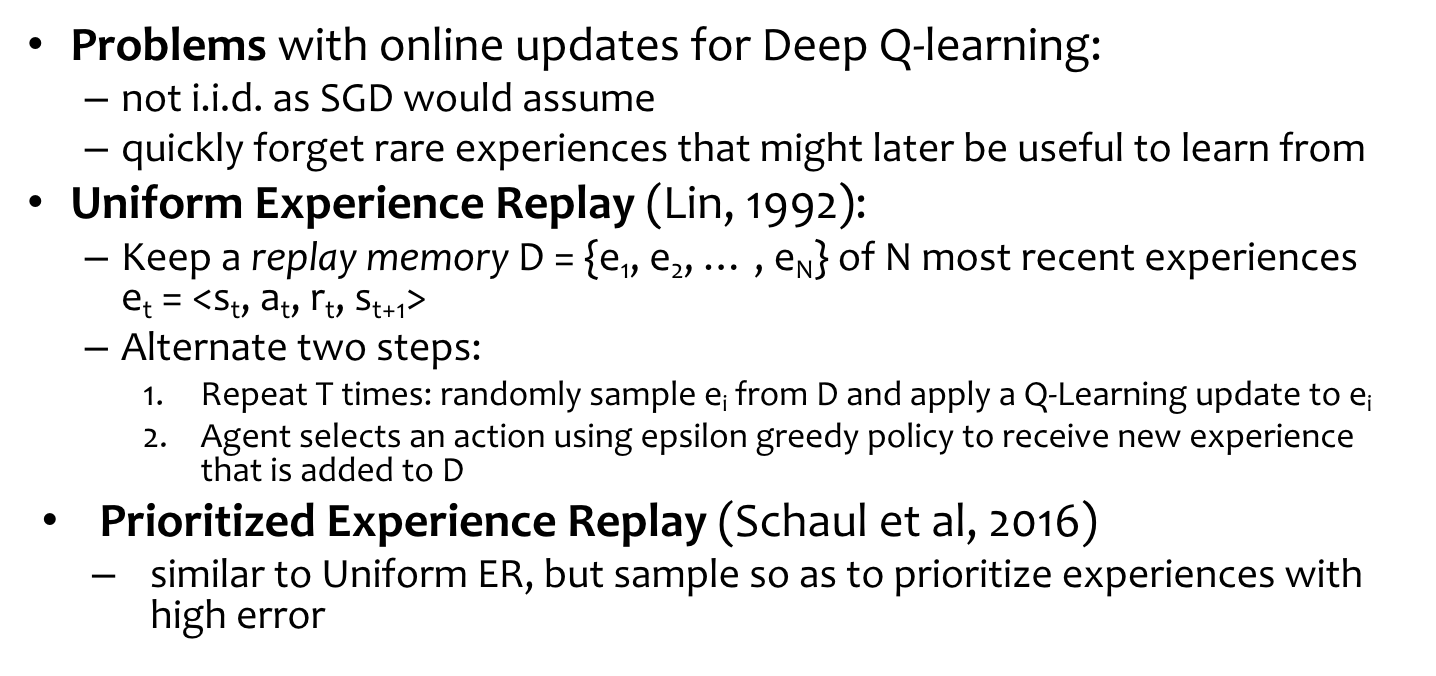 • Problems with online updates for Deep Q-learning:
– not i.i.d. as SGD would assume
– quickly forget rare experiences that might later be useful to learn from
• Uniform Experience Replay (Lin, 1992):
– Keep a replay memory D = {e₁, e₂, … , e_N} of N most recent experiences
e_t = <s_t, a_t, r_t, s_{t+1}>
– Alternate two steps:
1. Repeat T times: randomly sample e_i from D and apply a Q-Learning update to e_i
2. Agent selects an action using epsilon greedy policy to receive new experience
that is added to D
• Prioritized Experience Replay (Schaul et al, 2016)
– similar to Uniform ER, but sample so as to prioritize experiences with
high error